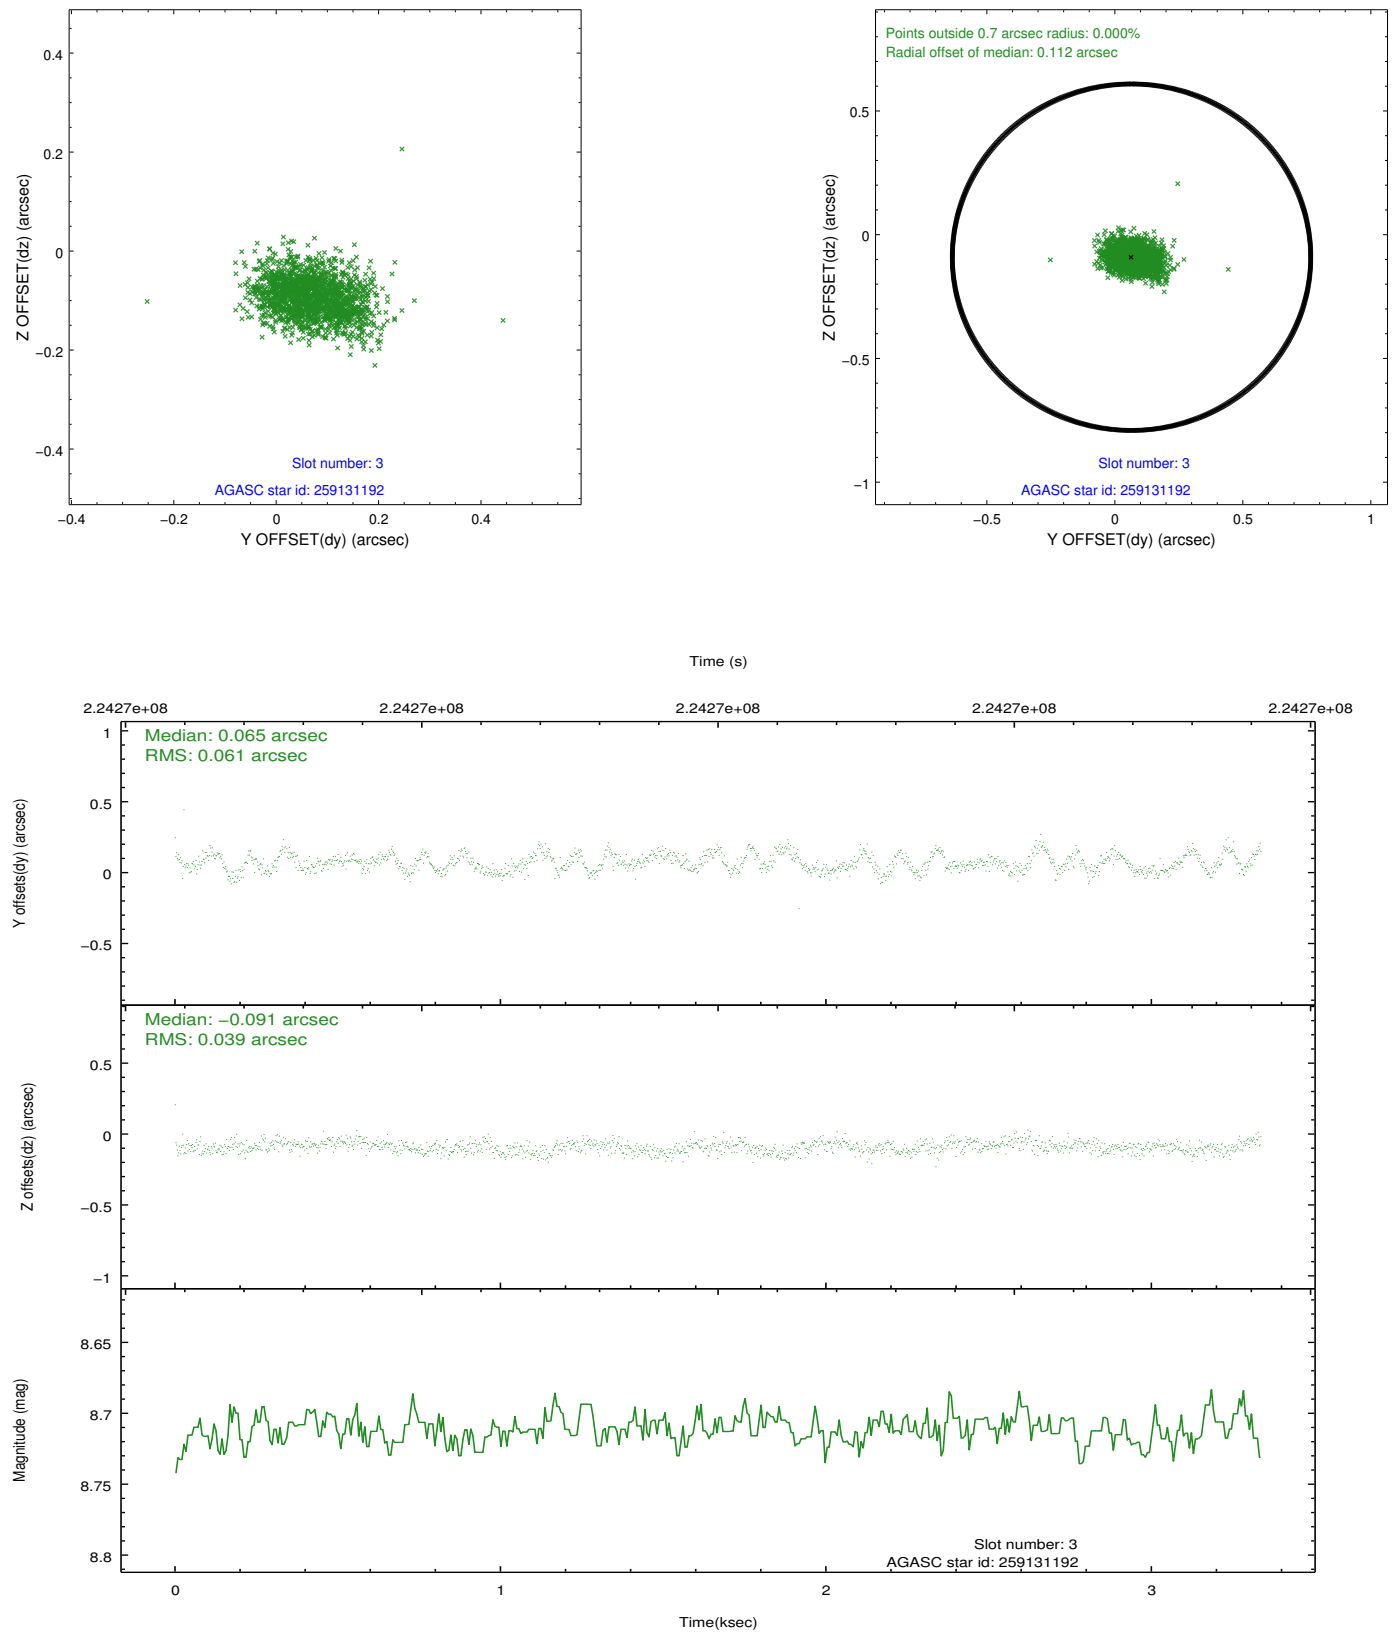 0.4
0.2
0
−0.2
−0.4
Z OFFSET(dz) (arcsec)
Slot number: 3
AGASC star id: 259131192
−0.4 −0.2 0 0.2 0.4
Y OFFSET(dy) (arcsec)
Points outside 0.7 arcsec radius: 0.000%
Radial offset of median: 0.112 arcsec
0.5
0
−0.5
−1
Z OFFSET(dz) (arcsec)
Slot number: 3
AGASC star id: 259131192
−0.5 0 0.5 1
Y OFFSET(dy) (arcsec)
Time (s)
2.2427e+08 2.2427e+08 2.2427e+08 2.2427e+08 2.2427e+08
Median: 0.065 arcsec
RMS: 0.061 arcsec
1
0.5
0
−0.5
Y offsets(dy) (arcsec)
Median: −0.091 arcsec
RMS: 0.039 arcsec
0.5
0
−0.5
−1
Z offsets(dz) (arcsec)
8.65
8.7
8.75
8.8
Magnitude (mag)
Slot number: 3
AGASC star id: 259131192
0 1 2 3
Time(ksec)